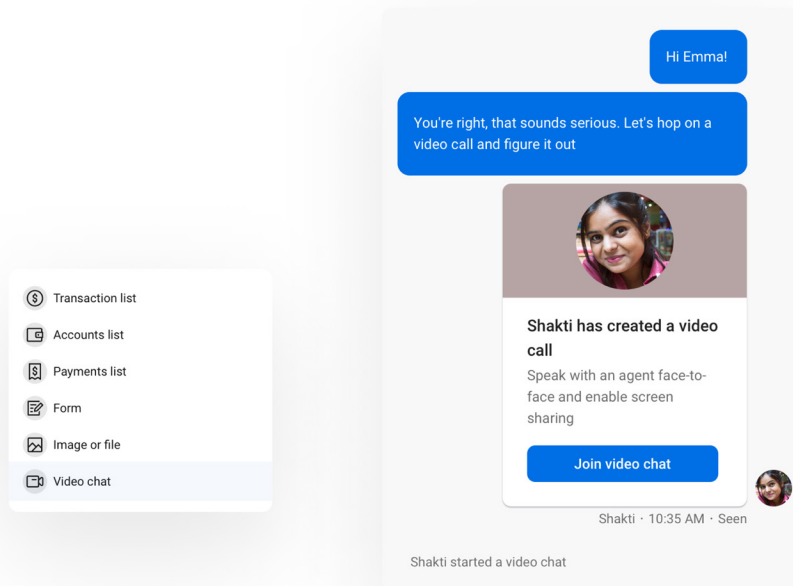 Hi Emma!
You're right, that sounds serious. Let's hop on a
video call and figure it out
Shakti has created a video
call
Speak with an agent face-to-
face and enable screen
sharing
Join video chat
Shakti · 10:35 AM · Seen
Shakti started a video chat
Transaction list
Accounts list
Payments list
Form
Image or file
Video chat